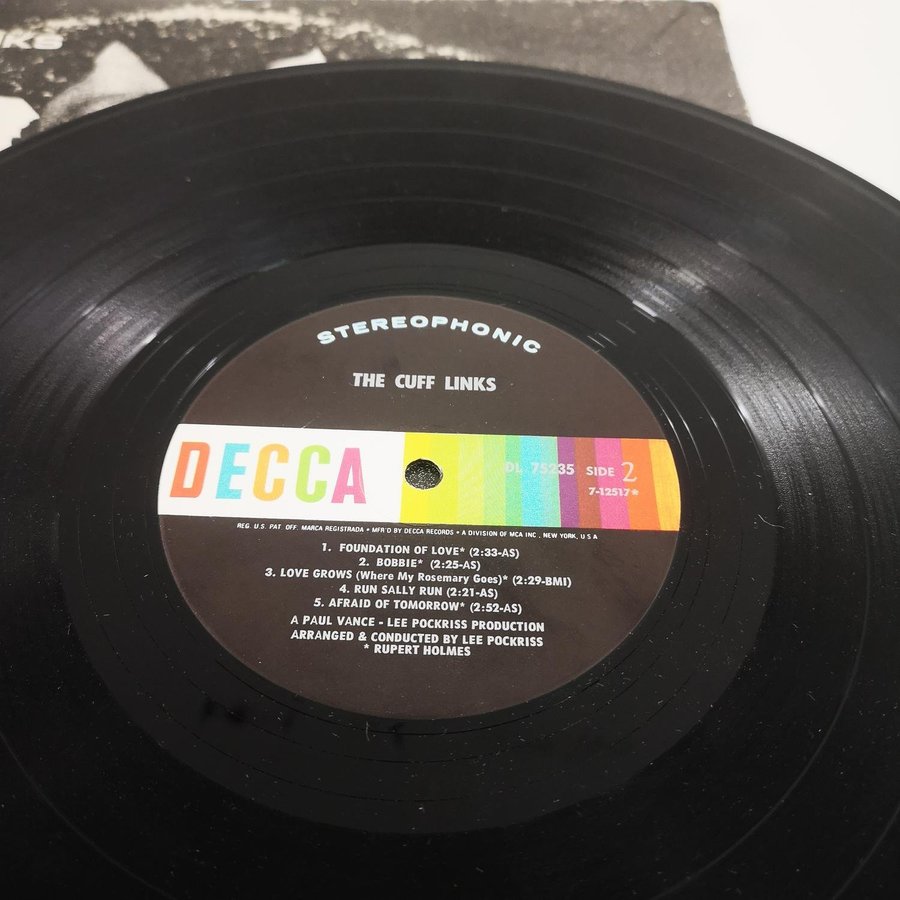 STEREOPHONIC
THE CUFF LINKS
DECCA
DL 75235 SIDE 2
7-12517*
REG. U.S. PAT. OFF. MARCA REGISTRADA • MFR'D BY DECCA RECORDS • A DIVISION OF MCA INC., NEW YORK, U.S.A
1. FOUNDATION OF LOVE* (2:33-AS)
2. BOBBIE* (2:25-AS)
3. LOVE GROWS (Where My Rosemary Goes)* (2:29-BMI)
4. RUN SALLY RUN (2:21-AS)
5. AFRAID OF TOMORROW* (2:52-AS)
A PAUL VANCE - LEE POCKRISS PRODUCTION
ARRANGED & CONDUCTED BY LEE POCKRISS
* RUPERT HOLMES